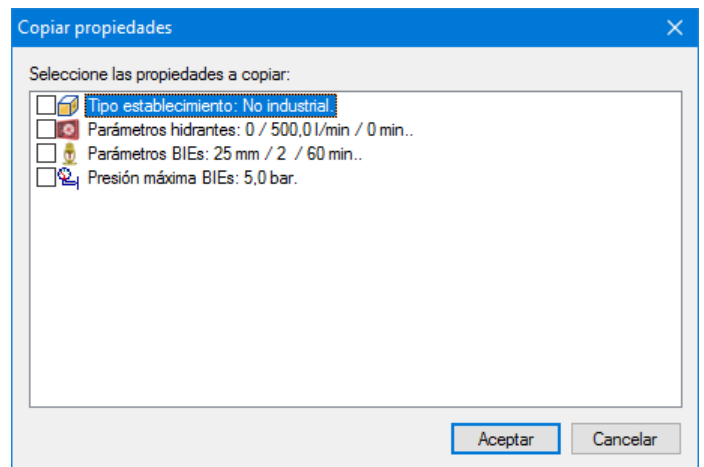 Copiar propiedades
Seleccione las propiedades a copiar:
Tipo establecimiento: No industrial.
Parámetros hidrantes: 0 / 500,0 l/min / 0 min..
Parámetros BIEs: 25 mm / 2 / 60 min..
Presión máxima BIEs: 5,0 bar.
Aceptar Cancelar